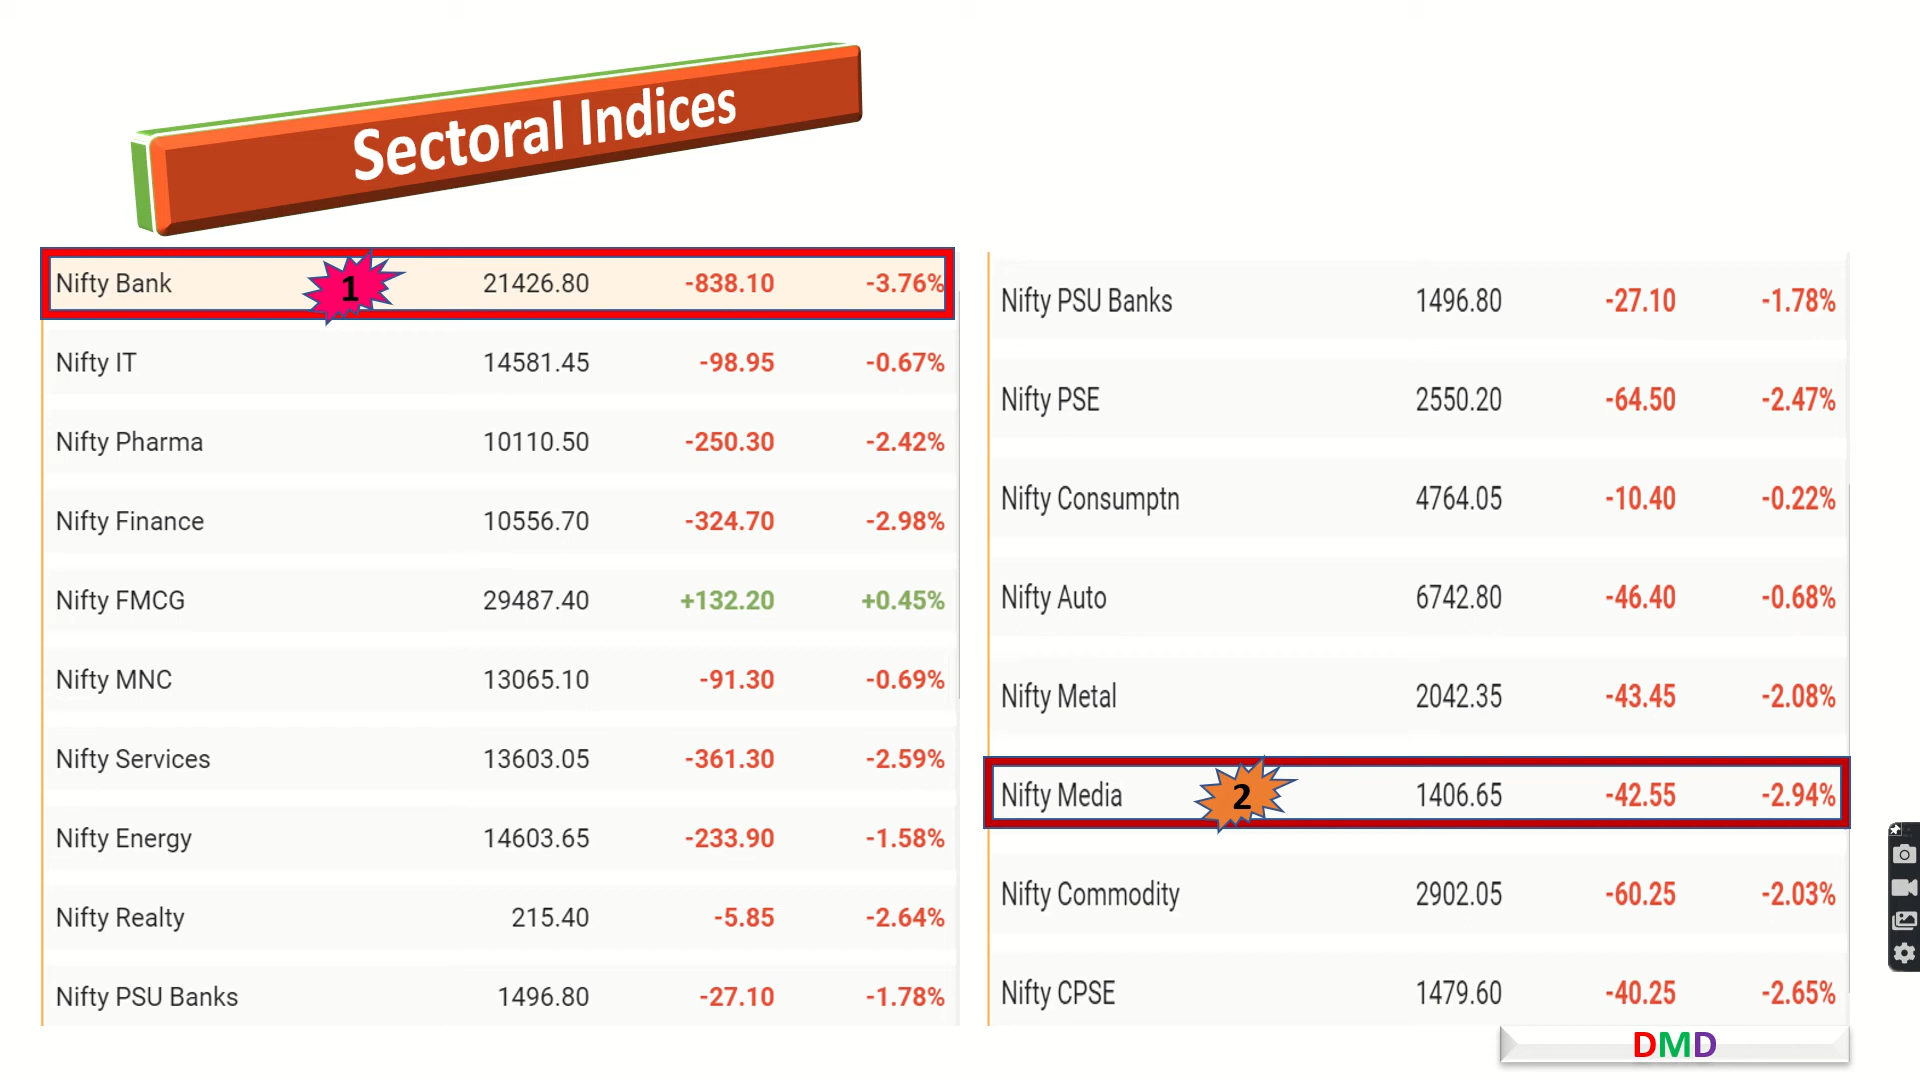 Sectoral Indices
Nifty Bank 1 21426.80 -838.10 -3.76%
Nifty IT 14581.45 -98.95 -0.67%
Nifty Pharma 10110.50 -250.30 -2.42%
Nifty Finance 10556.70 -324.70 -2.98%
Nifty FMCG 29487.40 +132.20 +0.45%
Nifty MNC 13065.10 -91.30 -0.69%
Nifty Services 13603.05 -361.30 -2.59%
Nifty Energy 14603.65 -233.90 -1.58%
Nifty Realty 215.40 -5.85 -2.64%
Nifty PSU Banks 1496.80 -27.10 -1.78%
Nifty PSU Banks 1496.80 -27.10 -1.78%
Nifty PSE 2550.20 -64.50 -2.47%
Nifty Consumptn 4764.05 -10.40 -0.22%
Nifty Auto 6742.80 -46.40 -0.68%
Nifty Metal 2042.35 -43.45 -2.08%
Nifty Media 2 1406.65 -42.55 -2.94%
Nifty Commodity 2902.05 -60.25 -2.03%
Nifty CPSE 1479.60 -40.25 -2.65%
DMD